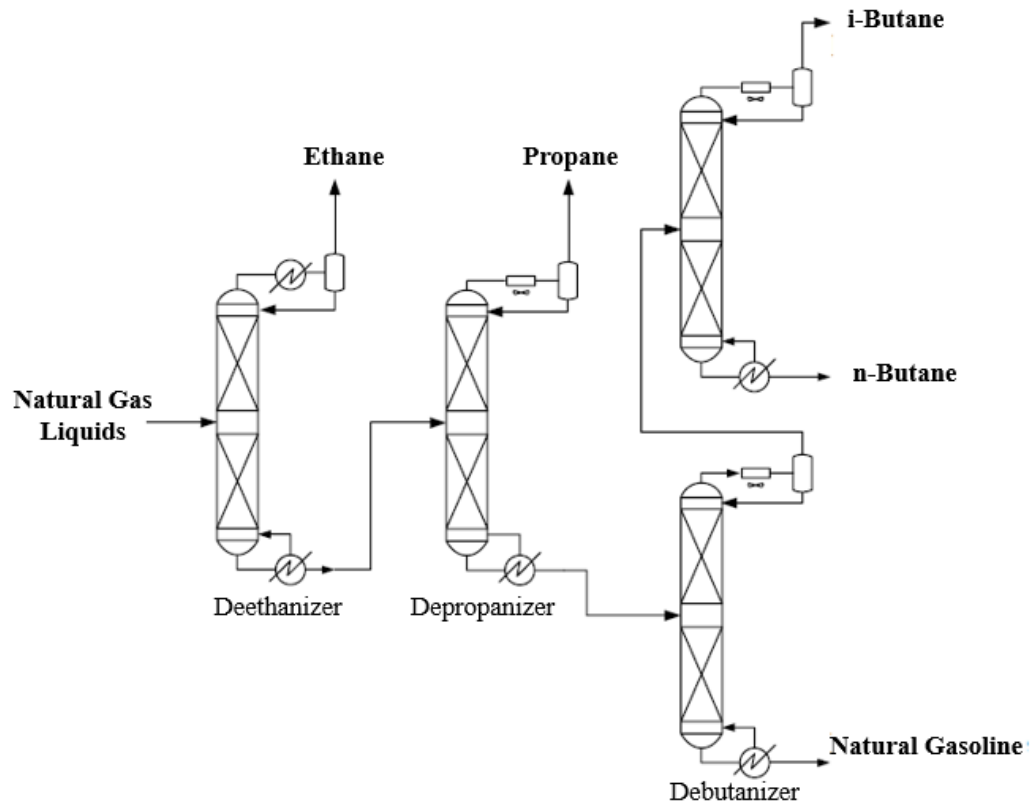 i-Butane
Ethane
Propane
n-Butane
Natural Gas
Liquids
Deethanizer
Depropanizer
Natural Gasoline
Debutanizer